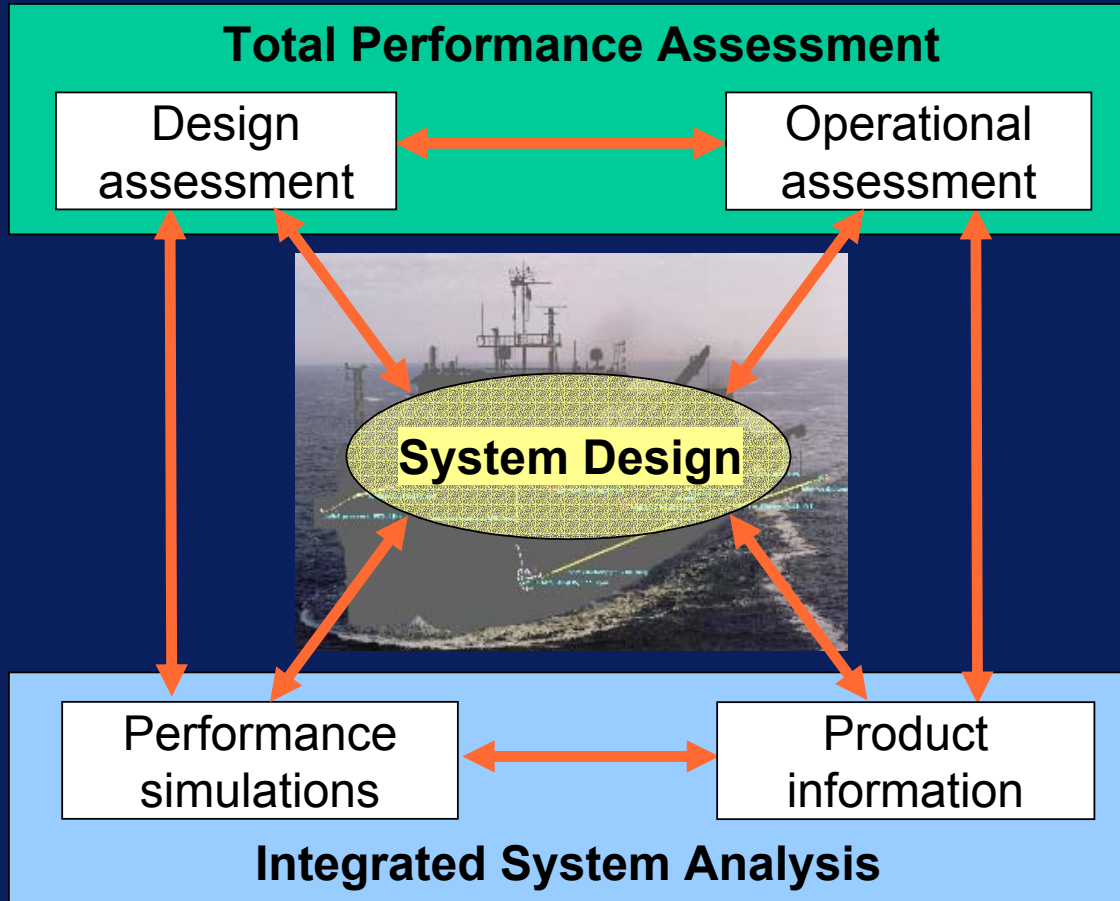 Total Performance Assessment
Design
assessment
Operational
assessment
System Design
Performance
simulations
Product
information
Integrated System Analysis